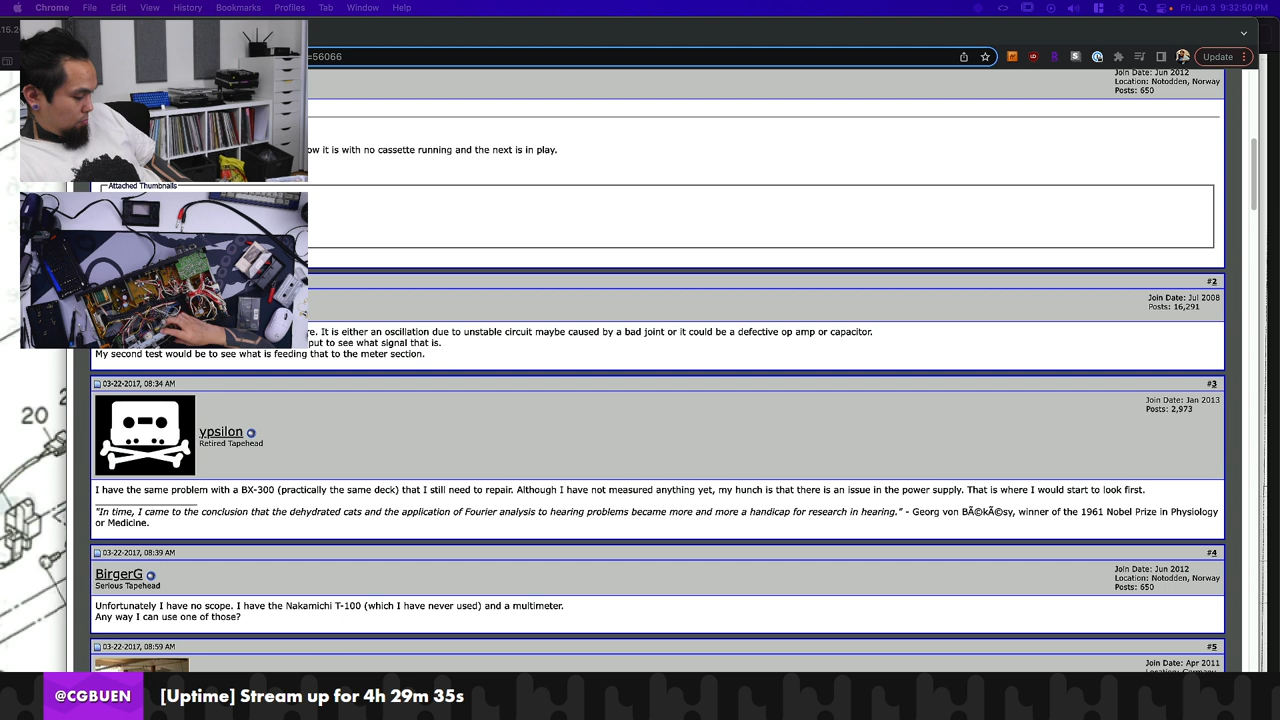 Chrome File Edit View History Bookmarks Profiles Tab Window Help Fri Jun 3 9:32:50 PM
=56066 Update
Join Date: Jun 2012
Location: Notodden, Norway
Posts: 650
ow it is with no cassette running and the next is in play.
Attached Thumbnails
#2
Join Date: Jul 2008
Posts: 16,291
re. It is either an oscillation due to unstable circuit maybe caused by a bad joint or it could be a defective op amp or capacitor.
put to see what signal that is.
My second test would be to see what is feeding that to the meter section.
03-22-2017, 08:34 AM #3
ypsilon
Retired Tapehead
Join Date: Jan 2013
Posts: 2,973
I have the same problem with a BX-300 (practically the same deck) that I still need to repair. Although I have not measured anything yet, my hunch is that there is an issue in the power supply. That is where I would start to look first.
"In time, I came to the conclusion that the dehydrated cats and the application of Fourier analysis to hearing problems became more and more a handicap for research in hearing." - Georg von BÃ©kÃ©sy, winner of the 1961 Nobel Prize in Physiology
or Medicine.
03-22-2017, 08:39 AM #4
BirgerG
Serious Tapehead
Join Date: Jun 2012
Location: Notodden, Norway
Posts: 650
Unfortunately I have no scope. I have the Nakamichi T-100 (which I have never used) and a multimeter.
Any way I can use one of those?
03-22-2017, 08:59 AM #5
Join Date: Apr 2011
Location: Germany
20
@CGBUEN [Uptime] Stream up for 4h 29m 35s